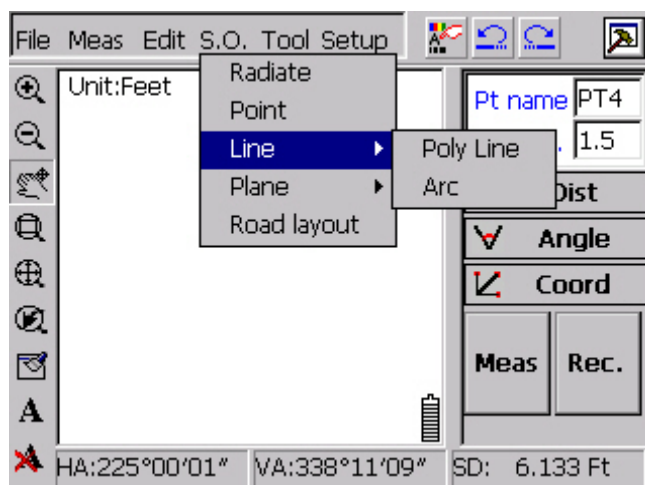 File Meas Edit S.O. Tool Setup
Unit:Feet
Radiate
Point
Line
Plane
Road layout
Poly Line
Arc
Pt name PT4
. 1.5
Dist
Angle
Coord
Meas Rec.
A
A
HA:225°00'01" VA:338°11'09" SD: 6.133 Ft